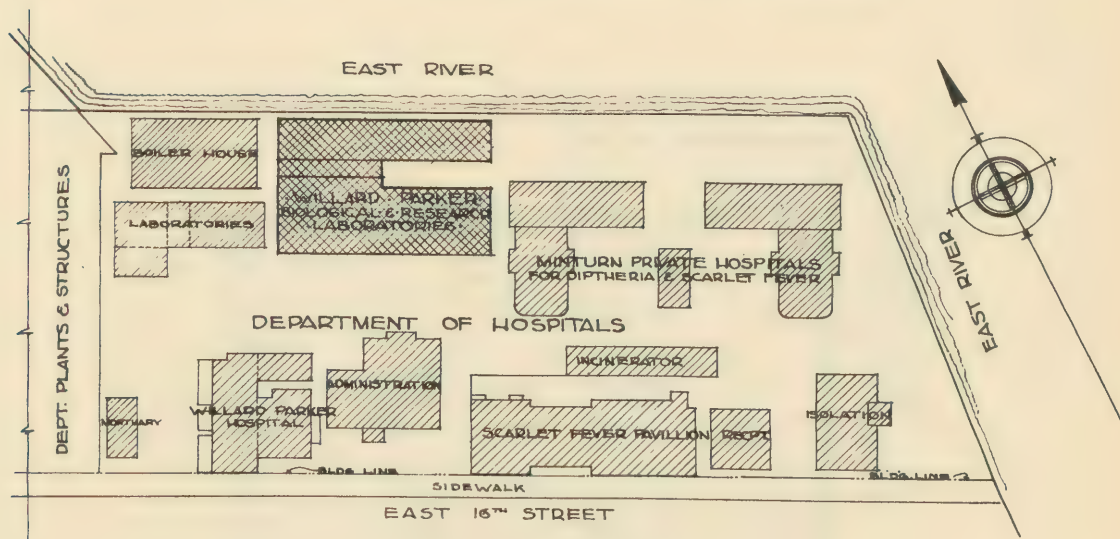 EAST RIVER
BOILER HOUSE
WILLARD PARKER
BIOLOGICAL & RESEARCH
LABORATORIES
LABORATORIES
DEPT. PLANTS & STRUCTURES
MINTURN PRIVATE HOSPITALS
FOR DIPTHERIA & SCARLET FEVER
EAST RIVER
DEPARTMENT OF HOSPITALS
INCINERATOR
ADMINISTRATION
MORTUARY
WILLARD PARKER
HOSPITAL
SCARLET FEVER PAVILLION
RECPT.
ISOLATION
BLDG. LINE
BLDG. LINE
SIDEWALK
EAST 16TH STREET